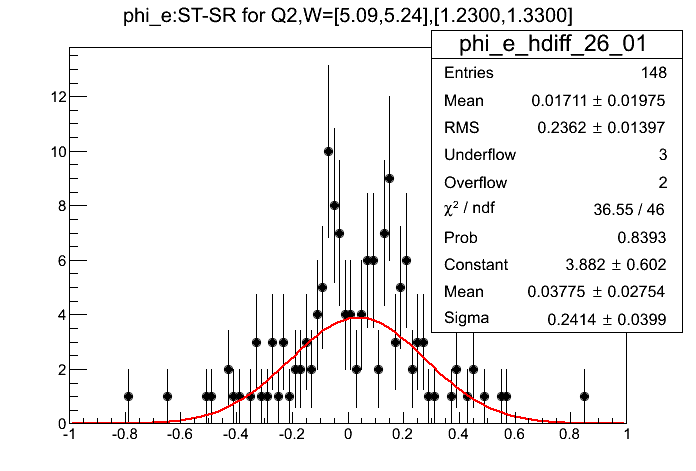 phi_e:ST-SR for Q2,W=[5.09,5.24],[1.2300,1.3300]
phi_e_hdiff_26_01
Entries 148
Mean 0.01711 ± 0.01975
RMS 0.2362 ± 0.01397
Underflow 3
Overflow 2
χ² / ndf 36.55 / 46
Prob 0.8393
Constant 3.882 ± 0.602
Mean 0.03775 ± 0.02754
Sigma 0.2414 ± 0.0399
12
10
8
6
4
2
0
-1 -0.8 -0.6 -0.4 -0.2 0 0.2 0.4 0.6 0.8 1